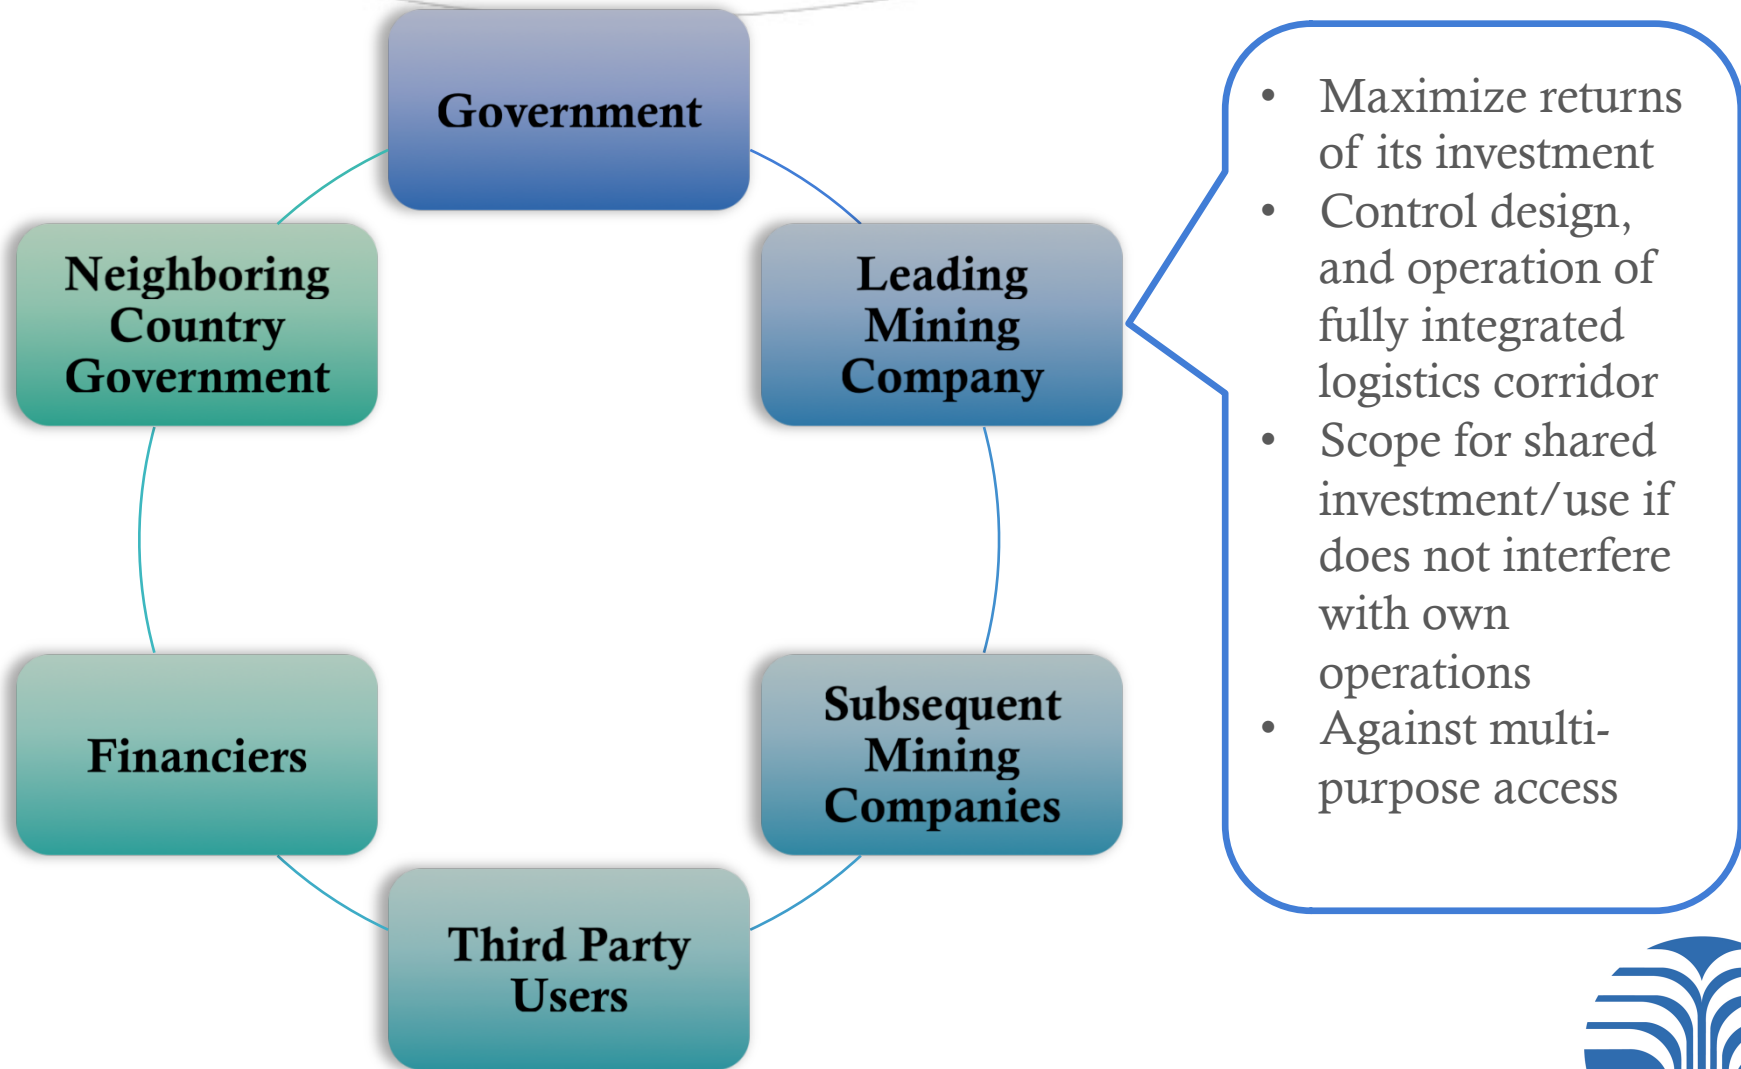 Government
Neighboring
Country
Government
Leading
Mining
Company
Financiers
Subsequent
Mining
Companies
Third Party
Users
• Maximize returns
of its investment
• Control design,
and operation of
fully integrated
logistics corridor
• Scope for shared
investment/use if
does not interfere
with own
operations
• Against multi-
purpose access